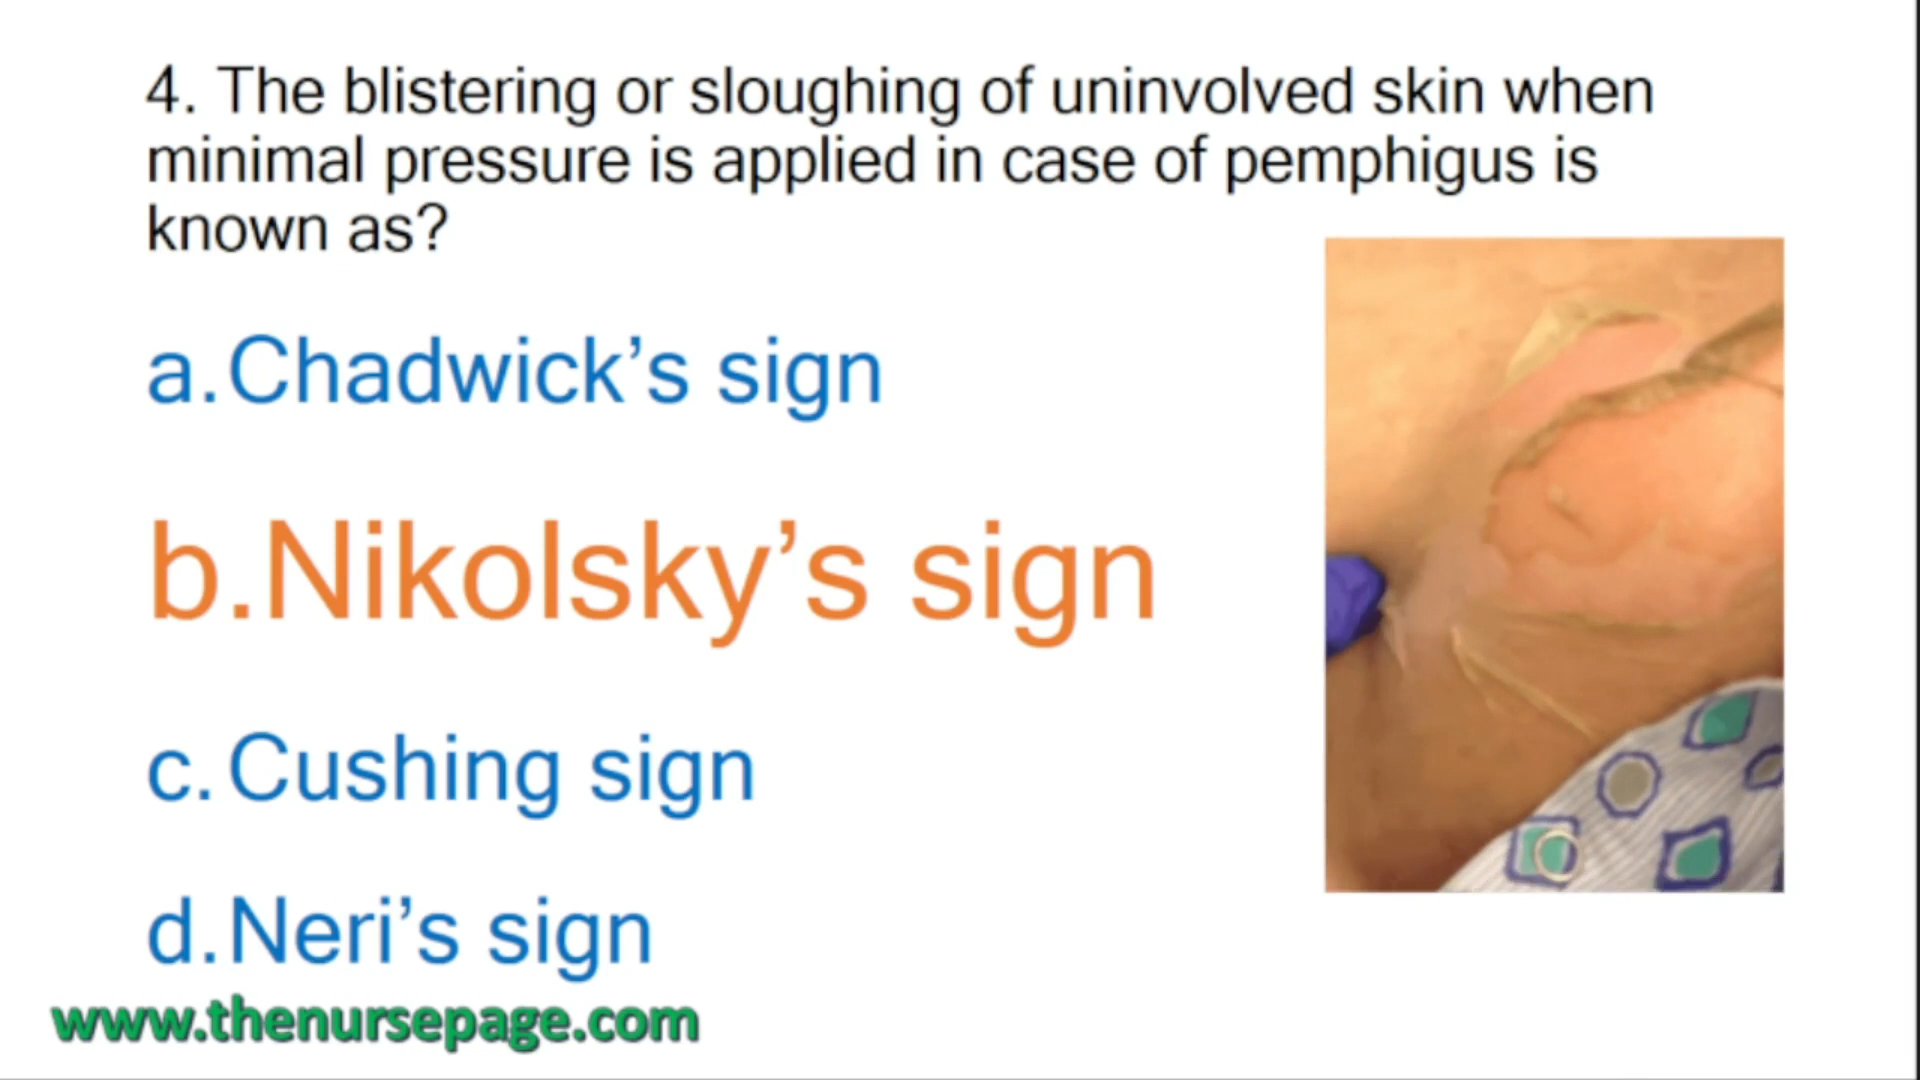 4. The blistering or sloughing of uninvolved skin when
minimal pressure is applied in case of pemphigus is
known as?
a. Chadwick’s sign
b. Nikolsky’s sign
c. Cushing sign
d. Neri’s sign
www.thenursepage.com